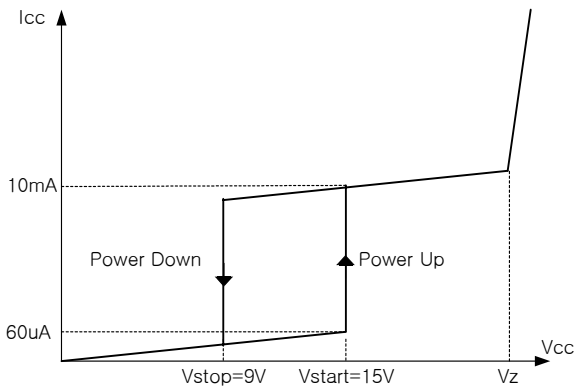 Icc
10mA
Power Down
Power Up
60uA
Vcc
Vstop=9V
Vstart=15V
Vz